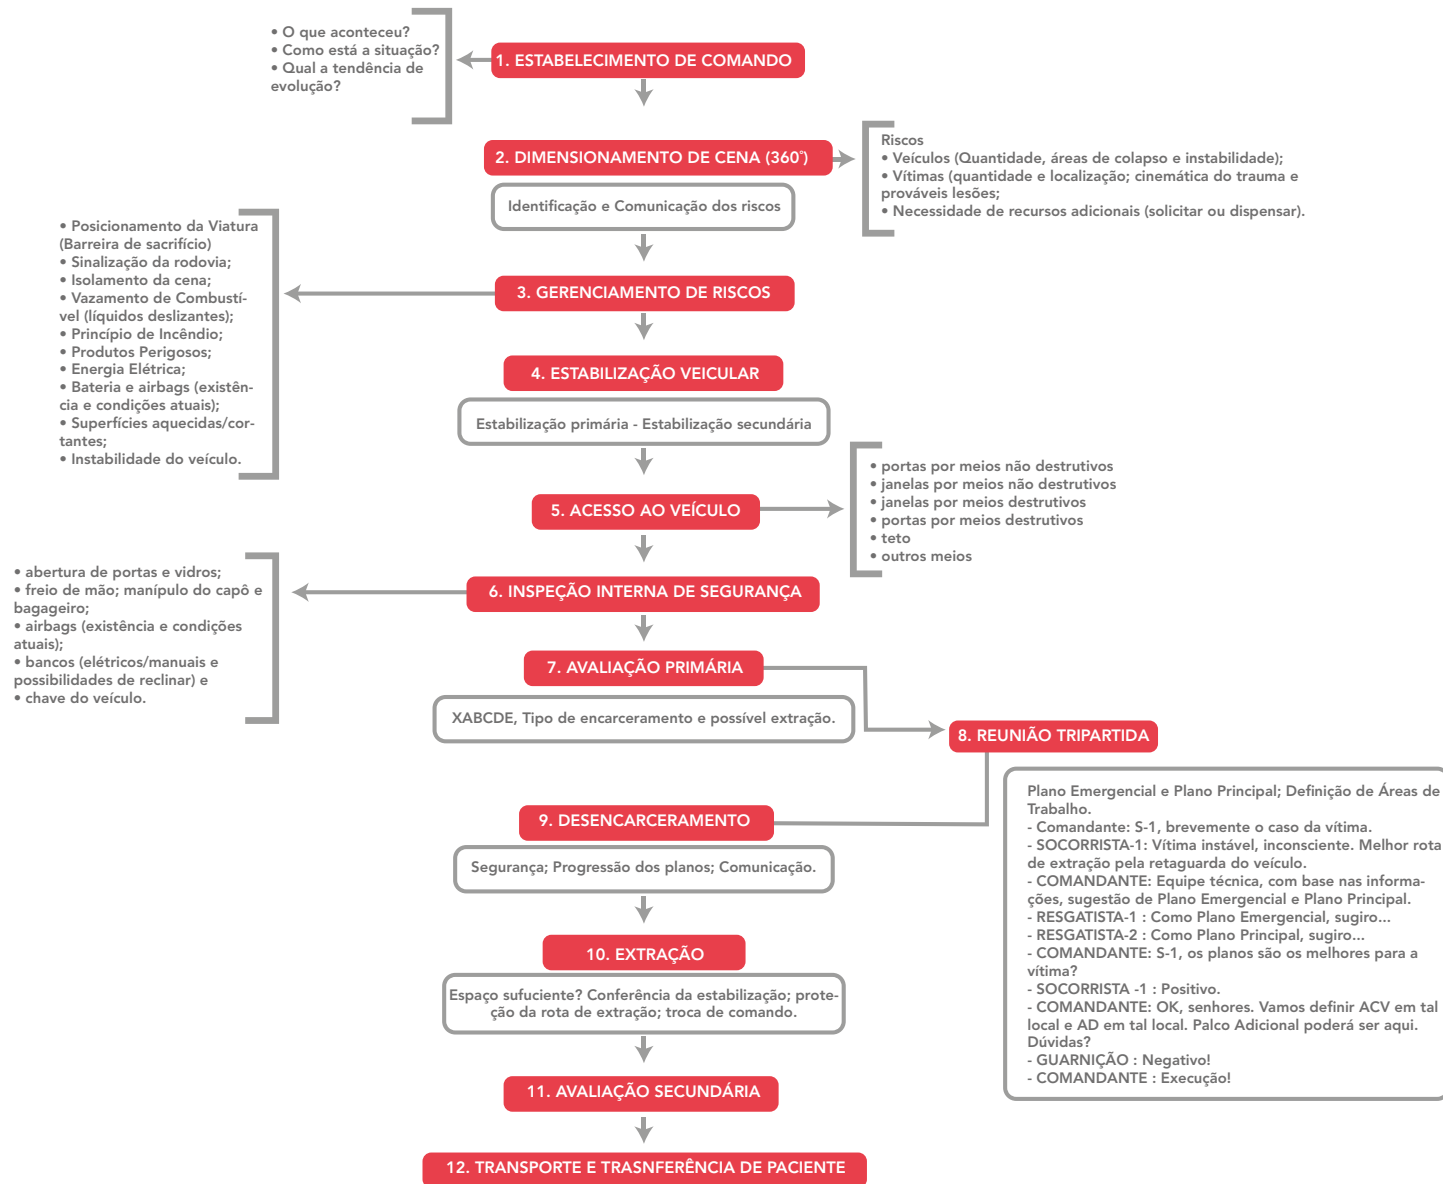 • O que aconteceu?
• Como está a situação?
• Qual a tendência de
evolução?
1. ESTABELECIMENTO DE COMANDO
2. DIMENSIONAMENTO DE CENA (360°)
Identificação e Comunicação dos riscos
Riscos
• Veículos (Quantidade, áreas de colapso e instabilidade);
• Vítimas (quantidade e localização; cinemática do trauma e
prováveis lesões;
• Necessidade de recursos adicionais (solicitar ou dispensar).
• Posicionamento da Viatura
(Barreira de sacrifício)
• Sinalização da rodovia;
• Isolamento da cena;
• Vazamento de Combustí-
vel (líquidos deslizantes);
• Princípio de Incêndio;
• Produtos Perigosos;
• Energia Elétrica;
• Bateria e airbags (existên-
cia e condições atuais);
• Superfícies aquecidas/cor-
tantes;
• Instabilidade do veículo.
3. GERENCIAMENTO DE RISCOS
4. ESTABILIZAÇÃO VEICULAR
Estabilização primária - Estabilização secundária
5. ACESSO AO VEÍCULO
• portas por meios não destrutivos
• janelas por meios não destrutivos
• janelas por meios destrutivos
• portas por meios destrutivos
• teto
• outros meios
6. INSPEÇÃO INTERNA DE SEGURANÇA
• abertura de portas e vidros;
• freio de mão; manípulo do capô e
bagageiro;
• airbags (existência e condições
atuais);
• bancos (elétricos/manuais e
possibilidades de reclinar) e
• chave do veículo.
7. AVALIAÇÃO PRIMÁRIA
XABCDE, Tipo de encarceramento e possível extração.
8. REUNIÃO TRIPARTIDA
Plano Emergencial e Plano Principal; Definição de Áreas de
Trabalho.
- Comandante: S-1, brevemente o caso da vítima.
- SOCORRISTA-1: Vítima instável, inconsciente. Melhor rota
de extração pela retaguarda do veículo.
- COMANDANTE: Equipe técnica, com base nas informa-
ções, sugestão de Plano Emergencial e Plano Principal.
- RESGATISTA-1 : Como Plano Emergencial, sugiro...
- RESGATISTA-2 : Como Plano Principal, sugiro...
- COMANDANTE: S-1, os planos são os melhores para a
vítima?
- SOCORRISTA -1 : Positivo.
- COMANDANTE: OK, senhores. Vamos definir ACV em tal
local e AD em tal local. Palco Adicional poderá ser aqui.
Dúvidas?
- GUARNIÇÃO : Negativo!
- COMANDANTE : Execução!
9. DESENCARCERAMENTO
Segurança; Progressão dos planos; Comunicação.
10. EXTRAÇÃO
Espaço sufuciente? Conferência da estabilização; prote-
ção da rota de extração; troca de comando.
11. AVALIAÇÃO SECUNDÁRIA
12. TRANSPORTE E TRASNFERÊNCIA DE PACIENTE